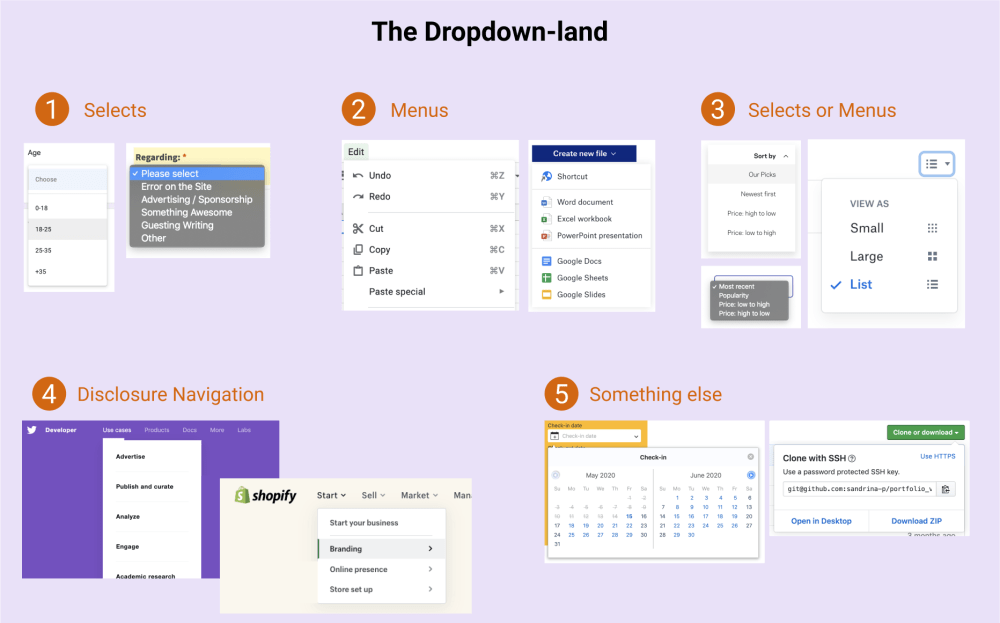 The Dropdown-land
1 Selects
Age
Choose
0-18
18-25
25-35
+35
Regarding: *
Please select
Error on the Site
Advertising / Sponsorship
Something Awesome
Guesting Writing
Other
2 Menus
Edit
Undo ⌘Z
Redo ⌘Y
Cut ⌘X
Copy ⌘C
Paste ⌘V
Paste special
Create new file
Shortcut
Word document
Excel workbook
PowerPoint presentation
Google Docs
Google Sheets
Google Slides
3 Selects or Menus
Sort by
Our Picks
Newest first
Price: high to low
Price: low to high
Most recent
Popularity
Price: low to high
Price: high to low
VIEW AS
Small
Large
List
4 Disclosure Navigation
Developer Use cases Products Docs More Labs
Advertise
Publish and curate
Analyze
Engage
Academic research
shopify Start Sell Market Man
Start your business
Branding
Online presence
Store set up
5 Something else
Check-in date
Check-in date
Check-in
May 2020
Su Mo Tu We Th Fr Sa
1 2
3 4 5 6 7 8 9
10 11 12 13 14 15 16
17 18 19 20 21 22 23
24 25 26 27 28 29 30
31
June 2020
Su Mo Tu We Th Fr Sa
1 2 3 4 5 6
7 8 9 10 11 12 13
14 15 16 17 18 19 20
21 22 23 24 25 26 27
28 29 30
Clone or download
Clone with SSH Use HTTPS
Use a password protected SSH key.
git@github.com:sandrina-p/portfolio_v
Open in Desktop Download ZIP
3 months ago